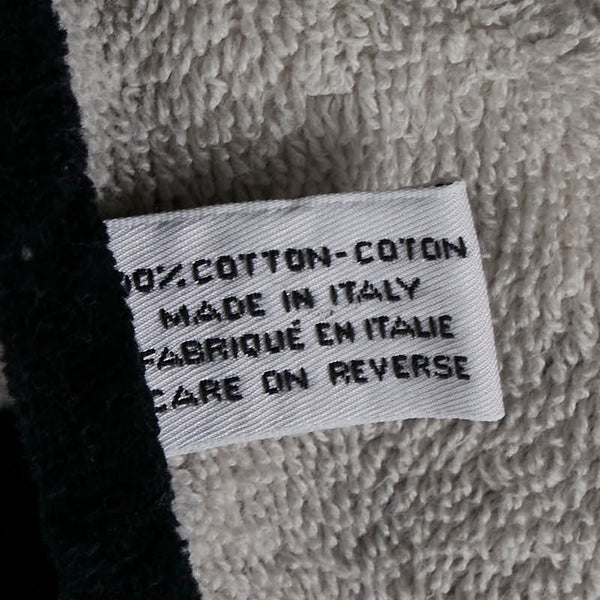 00% COTTON-COTON
MADE IN ITALY
FABRIQUÉ EN ITALIE
CARE ON REVERSE